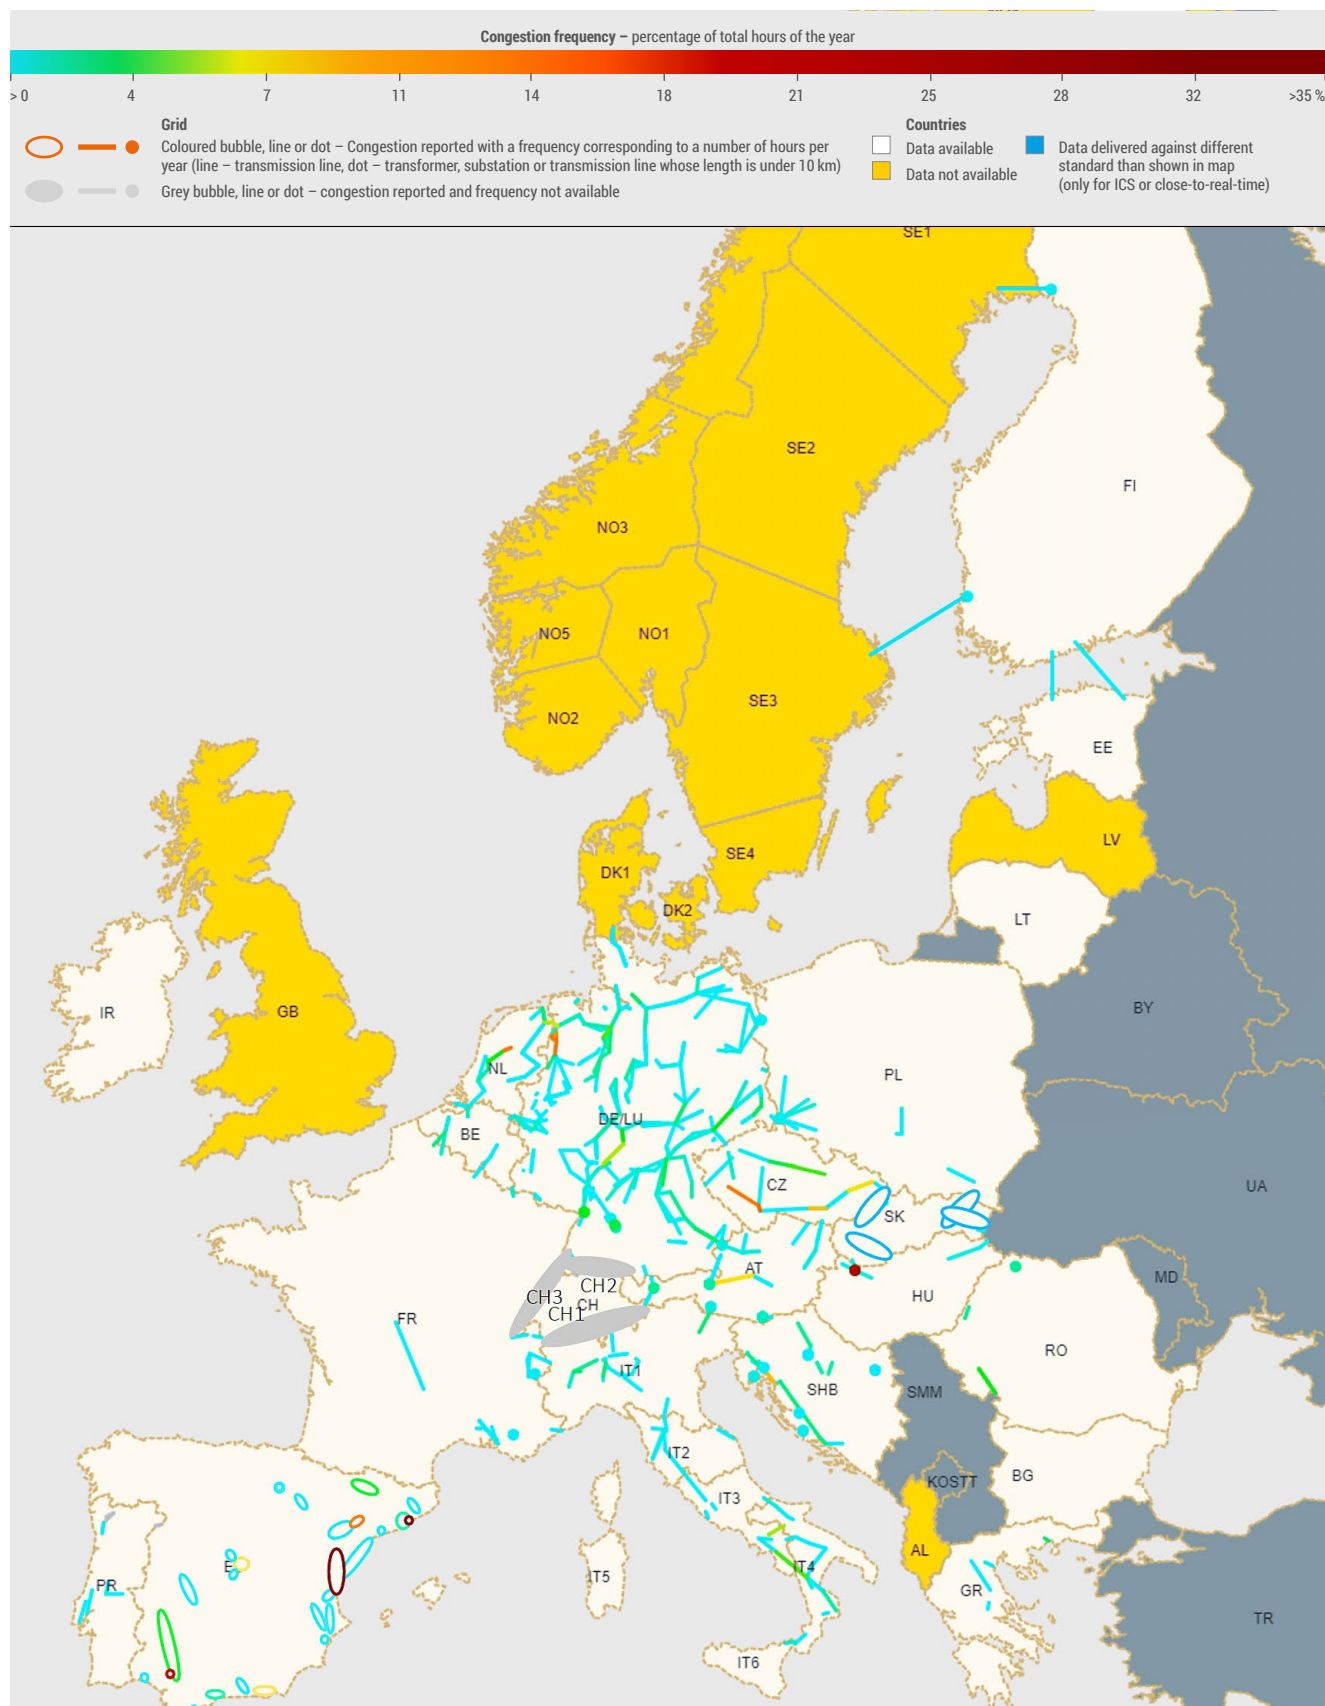 Congestion frequency – percentage of total hours of the year
> 0 4 7 11 14 18 21 25 28 32 >35 %
Grid
Coloured bubble, line or dot – Congestion reported with a frequency corresponding to a number of hours per
year (line – transmission line, dot – transformer, substation or transmission line whose length is under 10 km)
Grey bubble, line or dot – congestion reported and frequency not available
Countries
Data available
Data not available
Data delivered against different
standard than shown in map
(only for ICS or close-to-real-time)
SE1
SE2
FI
NO3
NO5
NO1
SE3
NO2
EE
LV
SE4
DK1
DK2
LT
IR
GB
BY
NL
PL
DE/LU
BE
CZ
UA
SK
AT
MD
CH2
CH3
CH
CH1
HU
FR
RO
IT1
SHB
SMM
IT2
KOSTT
BG
IT3
AL
E
IT4
IT5
PR
GR
TR
IT6